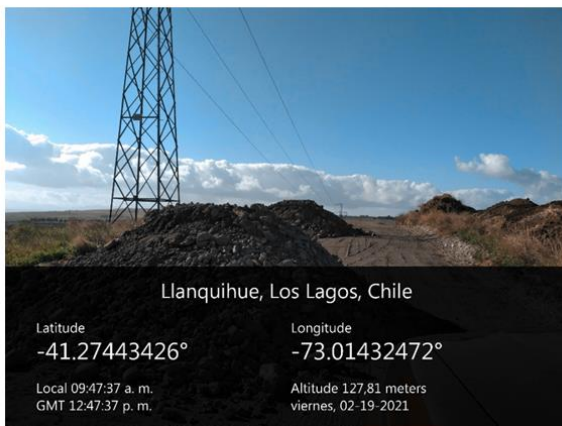 Llanquihue, Los Lagos, Chile
Latitude
-41.27443426°
Longitude
-73.01432472°
Local 09:47:37 a. m.
GMT 12:47:37 p. m.
Altitude 127,81 meters
viernes, 02-19-2021